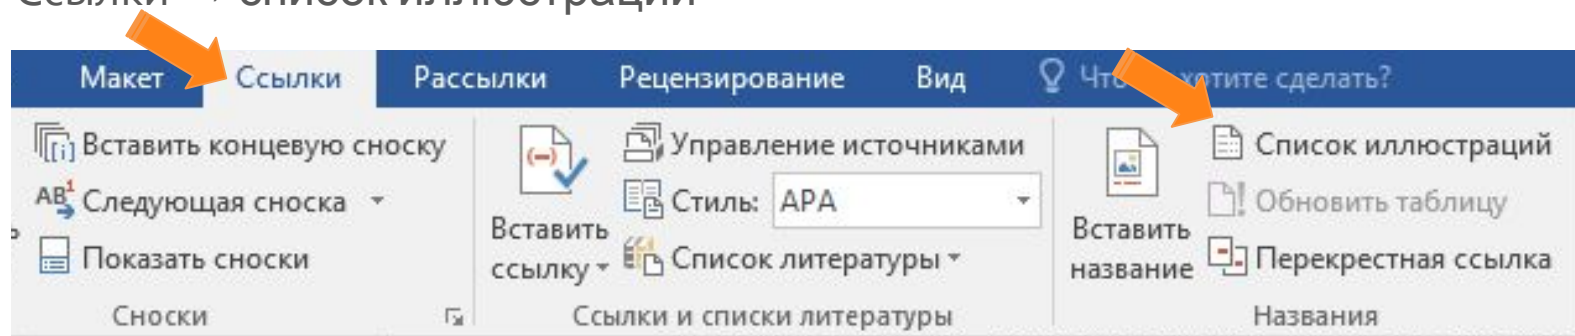 Ссылки → список иллюстраций
Макет Ссылки Рассылки Рецензирование Вид хотите сделать?
Вставить концевую сноску
Следующая сноска
Показать сноски
Сноски
Вставить ссылку
Управление источниками
Стиль: APA
Список литературы
Ссылки и списки литературы
Вставить название
Список иллюстраций
Обновить таблицу
Перекрестная ссылка
Названия